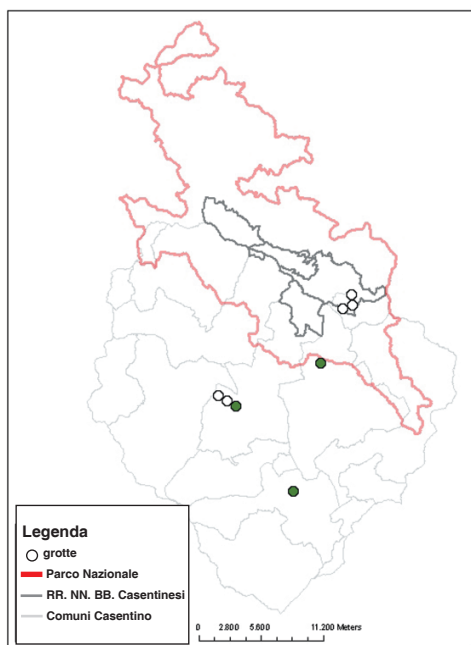 Legenda
grotte
Parco Nazionale
RR. NN. BB. Casentinesi
Comuni Casentino
0 2.800 5.600 11.200 Meters